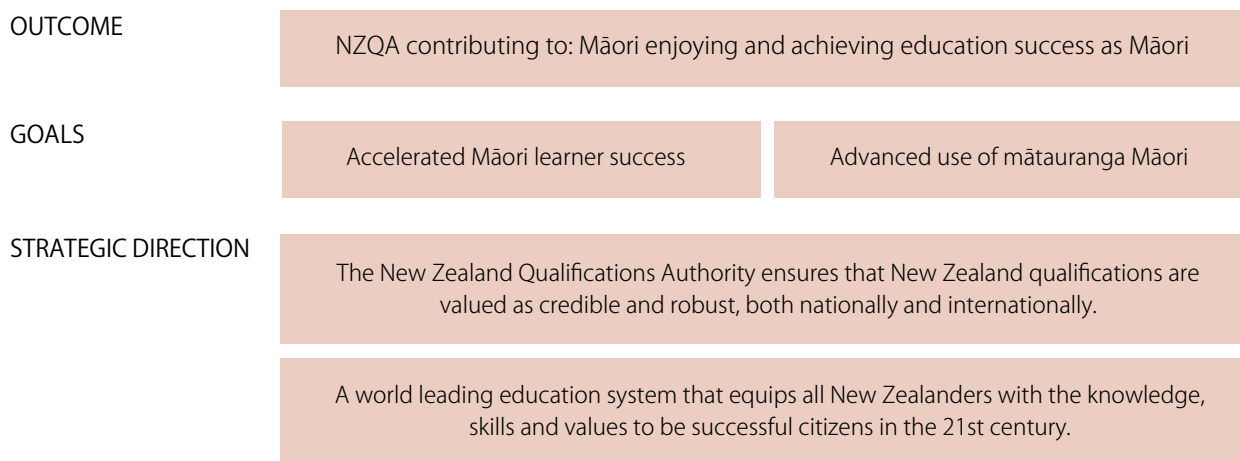 OUTCOME
NZQA contributing to: Māori enjoying and achieving education success as Māori
GOALS
Accelerated Māori learner success
Advanced use of mātauranga Māori
STRATEGIC DIRECTION
The New Zealand Qualifications Authority ensures that New Zealand qualifications are
valued as credible and robust, both nationally and internationally.
A world leading education system that equips all New Zealanders with the knowledge,
skills and values to be successful citizens in the 21st century.